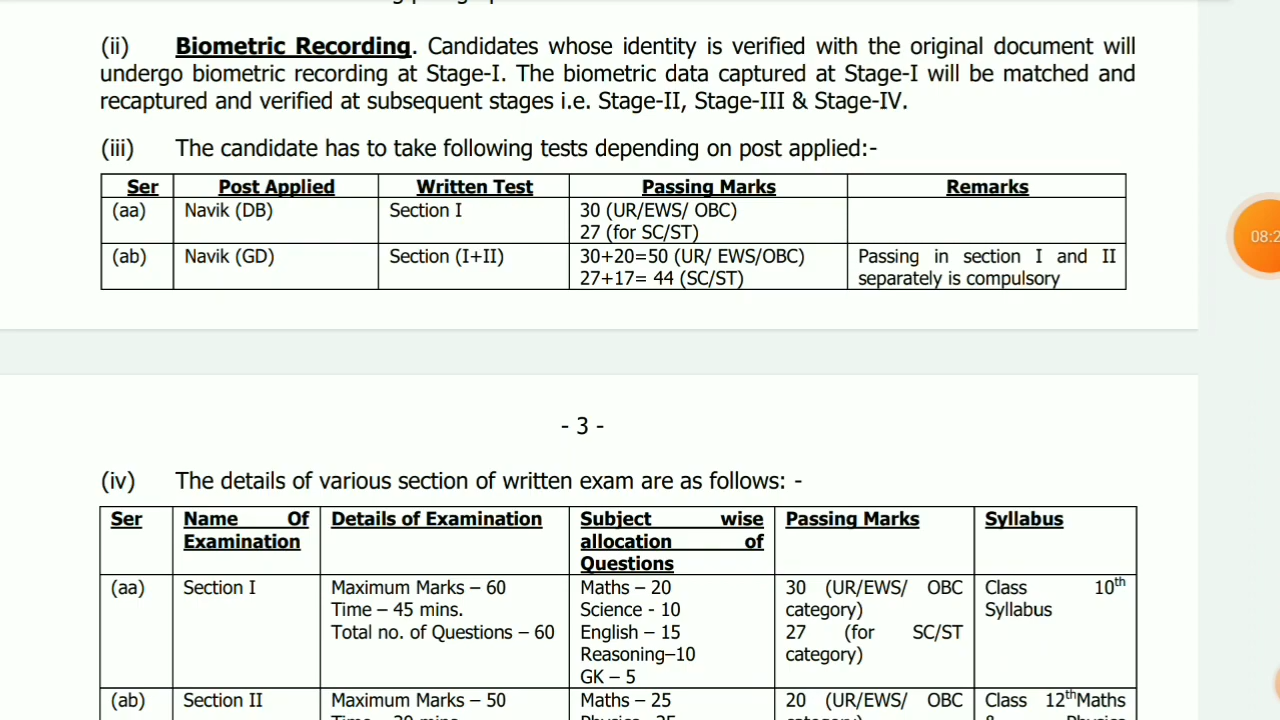 (ii) Biometric Recording. Candidates whose identity is verified with the original document will
undergo biometric recording at Stage-I. The biometric data captured at Stage-I will be matched and
recaptured and verified at subsequent stages i.e. Stage-II, Stage-III & Stage-IV.
(iii) The candidate has to take following tests depending on post applied:-
Ser Post Applied Written Test Passing Marks Remarks
(aa) Navik (DB) Section I 30 (UR/EWS/ OBC)
27 (for SC/ST)
(ab) Navik (GD) Section (I+II) 30+20=50 (UR/ EWS/OBC) Passing in section I and II
27+17= 44 (SC/ST) separately is compulsory
- 3 -
(iv) The details of various section of written exam are as follows: -
Ser Name Of Details of Examination Subject wise Passing Marks Syllabus
Examination allocation of
Questions
(aa) Section I Maximum Marks – 60 Maths – 20 30 (UR/EWS/ OBC Class 10th
Time – 45 mins. Science - 10 category) Syllabus
Total no. of Questions – 60 English – 15 27 (for SC/ST
Reasoning–10 category)
GK – 5
(ab) Section II Maximum Marks – 50 Maths – 25 20 (UR/EWS/ OBC Class 12th Maths
08:2